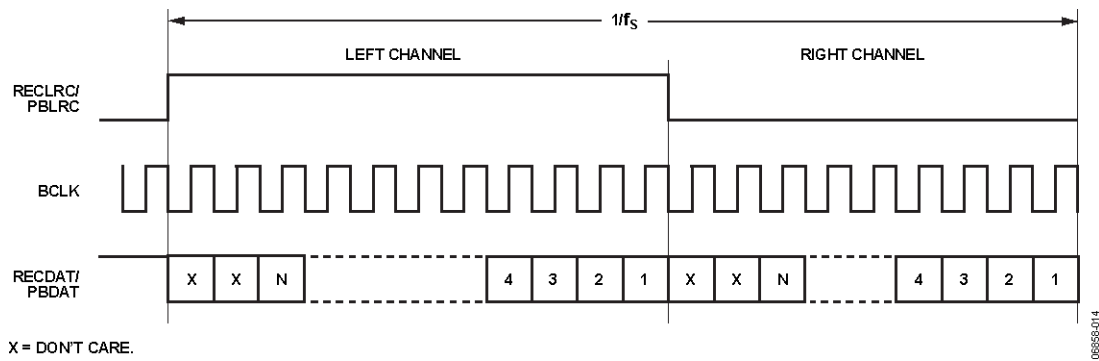 1/fS
LEFT CHANNEL RIGHT CHANNEL
RECLRC/
PBLRC
BCLK
RECDAT/
PBDAT
X X N 4 3 2 1 X X N 4 3 2 1
X = DON'T CARE.
06858-014